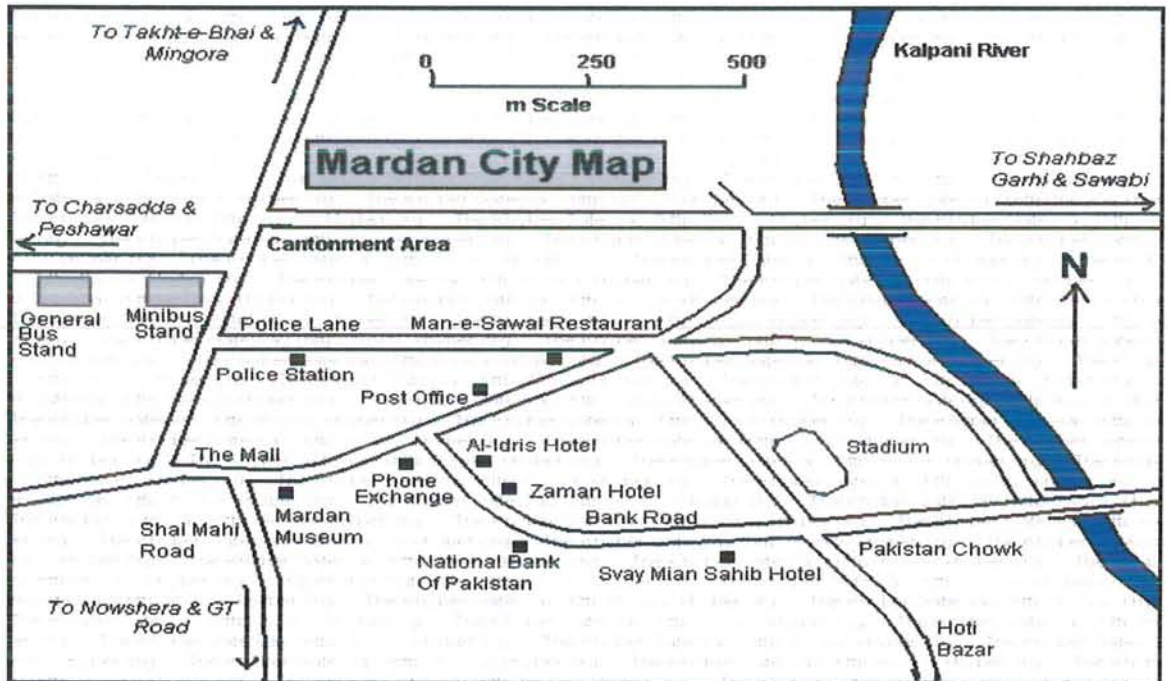 To Takht-e-Bhai &
Mingora
0 250 500
m Scale
Kalpani River
Mardan City Map
To Shahbaz
Garhi & Sawabi
To Charsadda &
Peshawar
Cantonment Area
N
General
Bus
Stand
Minibus
Stand
Police Lane
Man-e-Sawal Restaurant
Police Station
Post Office
The Mall
Al-Idris Hotel
Stadium
Phone
Exchange
Zaman Hotel
Mardan
Museum
Bank Road
Shai Mahi
Road
National Bank
Of Pakistan
Svay Mian Sahib Hotel
Pakistan Chowk
To Nowshera & GT
Road
Hoti
Bazar